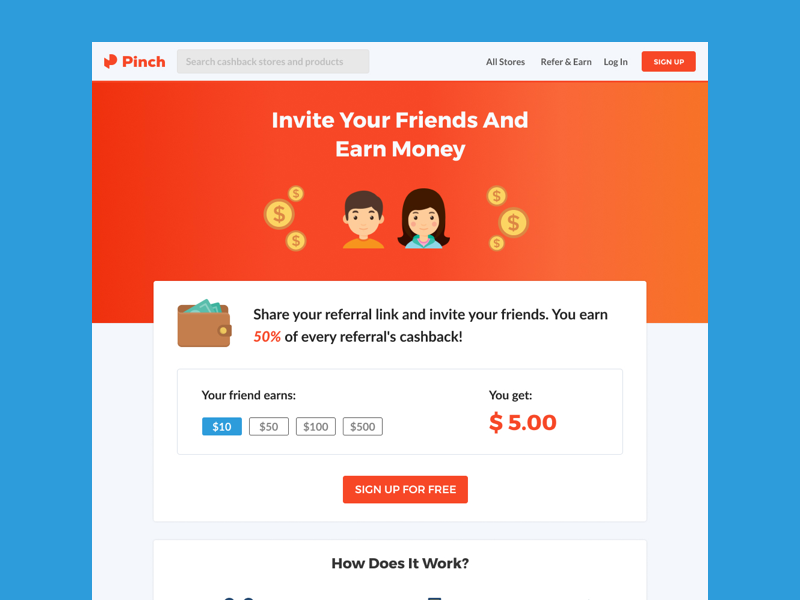 Pinch
Search cashback stores and products
All Stores
Refer & Earn
Log In
SIGN UP
Invite Your Friends And
Earn Money
$
$
$
$
$
$
Share your referral link and invite your friends. You earn
50% of every referral's cashback!
Your friend earns:
You get:
$10
$50
$100
$500
$ 5.00
SIGN UP FOR FREE
How Does It Work?